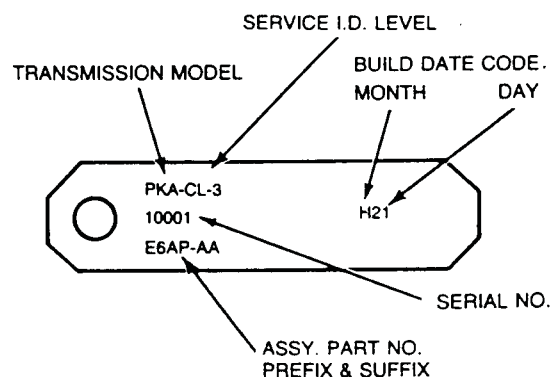 SERVICE I.D. LEVEL
TRANSMISSION MODEL
BUILD DATE CODE.
MONTH DAY
PKA-CL-3
10001
H21
E6AP-AA
SERIAL NO.
ASSY. PART NO.
PREFIX & SUFFIX